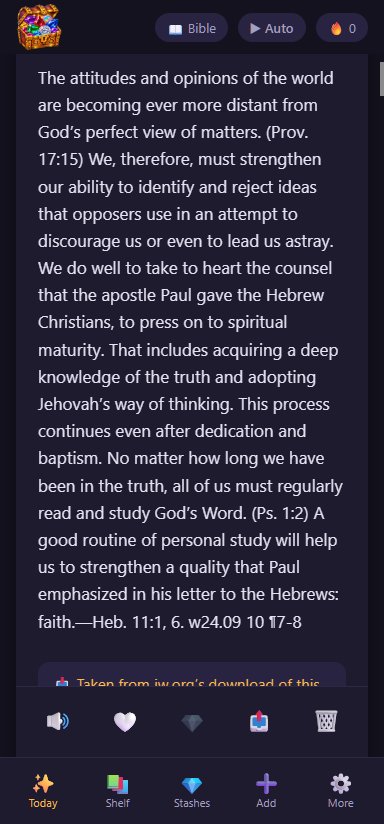 Bible
Auto
0
The attitudes and opinions of the world
are becoming ever more distant from
God’s perfect view of matters. (Prov.
17:15) We, therefore, must strengthen
our ability to identify and reject ideas
that opposers use in an attempt to
discourage us or even to lead us astray.
We do well to take to heart the counsel
that the apostle Paul gave the Hebrew
Christians, to press on to spiritual
maturity. That includes acquiring a deep
knowledge of the truth and adopting
Jehovah’s way of thinking. This process
continues even after dedication and
baptism. No matter how long we have
been in the truth, all of us must regularly
read and study God’s Word. (Ps. 1:2) A
good routine of personal study will help
us to strengthen a quality that Paul
emphasized in his letter to the Hebrews:
faith.—Heb. 11:1, 6. w24.09 10 ¶7-8
Taken from jw.org’s download of this
Today
Shelf
Stashes
Add
More